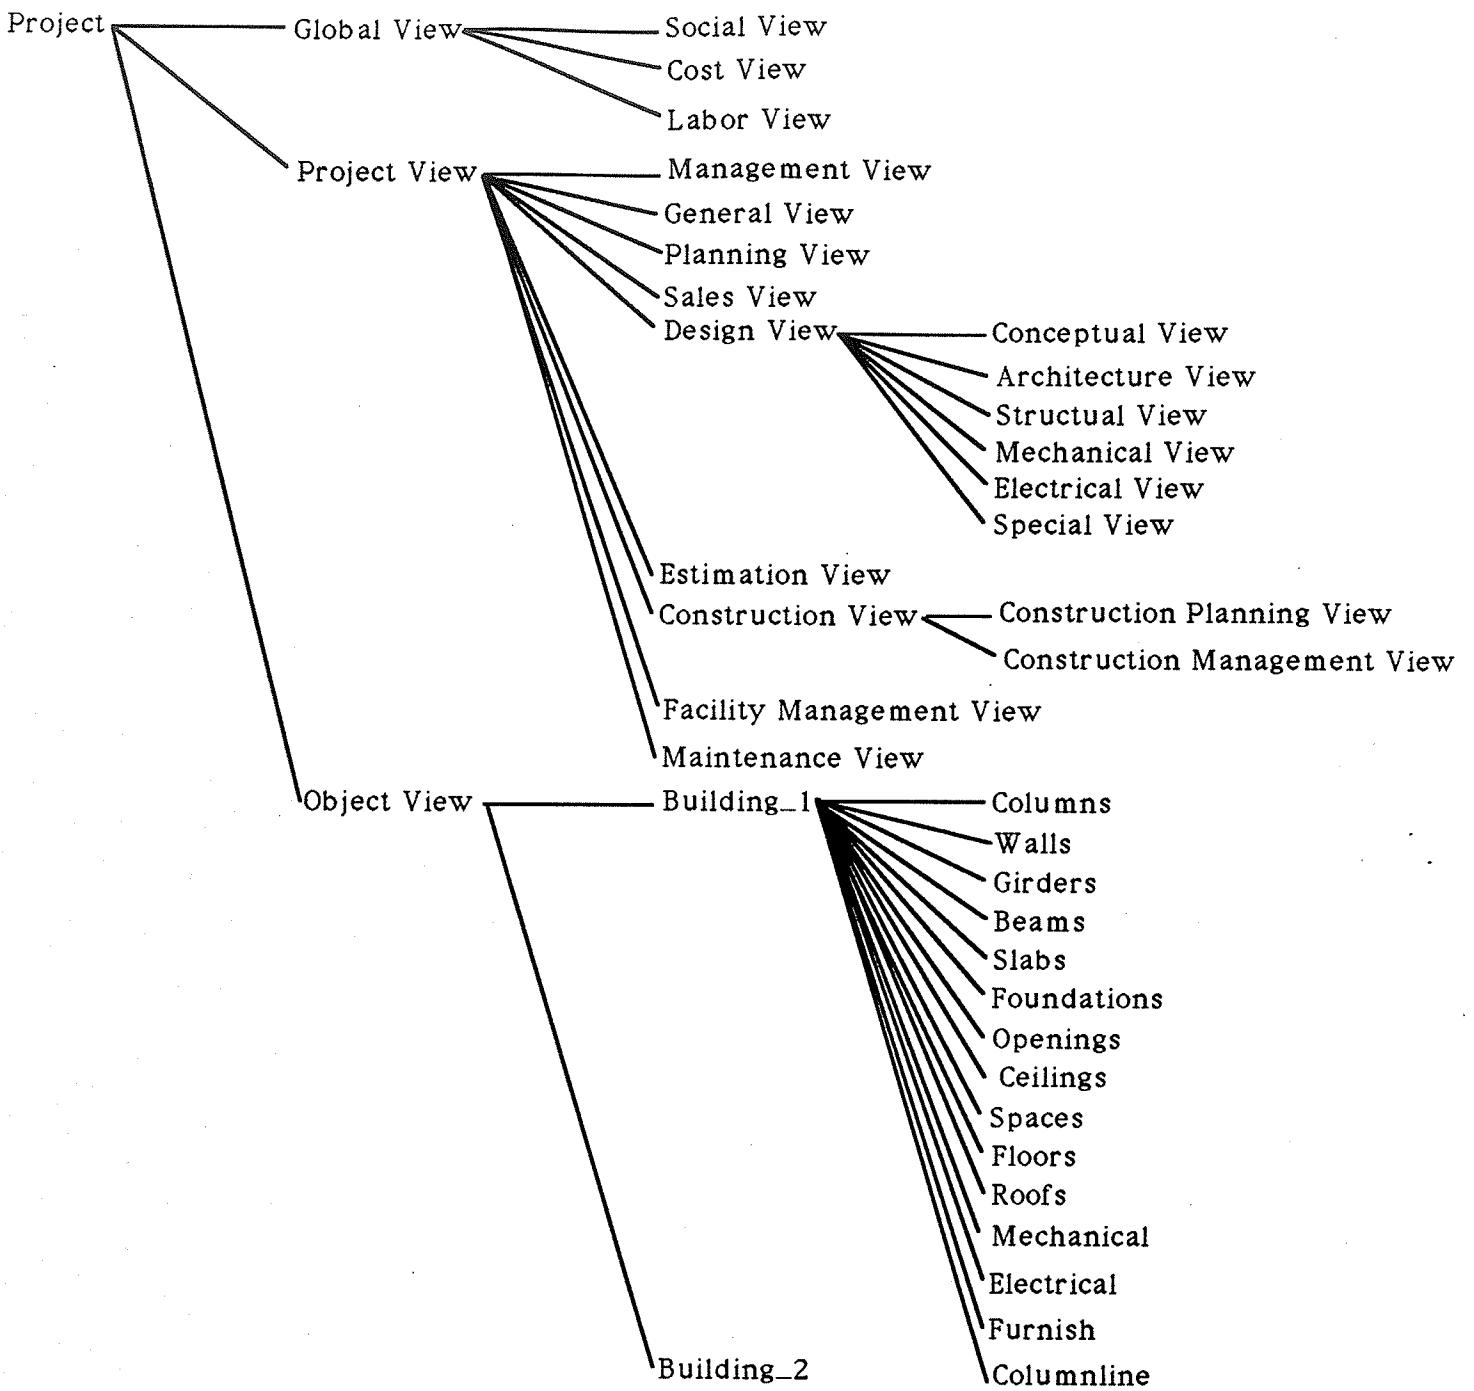 Project
Global View
Social View
Cost View
Labor View
Project View
Management View
General View
Planning View
Sales View
Design View
Conceptual View
Architecture View
Structual View
Mechanical View
Electrical View
Special View
Estimation View
Construction View
Construction Planning View
Construction Management View
Facility Management View
Maintenance View
Object View
Building_1
Columns
Walls
Girders
Beams
Slabs
Foundations
Openings
Ceilings
Spaces
Floors
Roofs
Mechanical
Electrical
Furnish
Columnline
Building_2